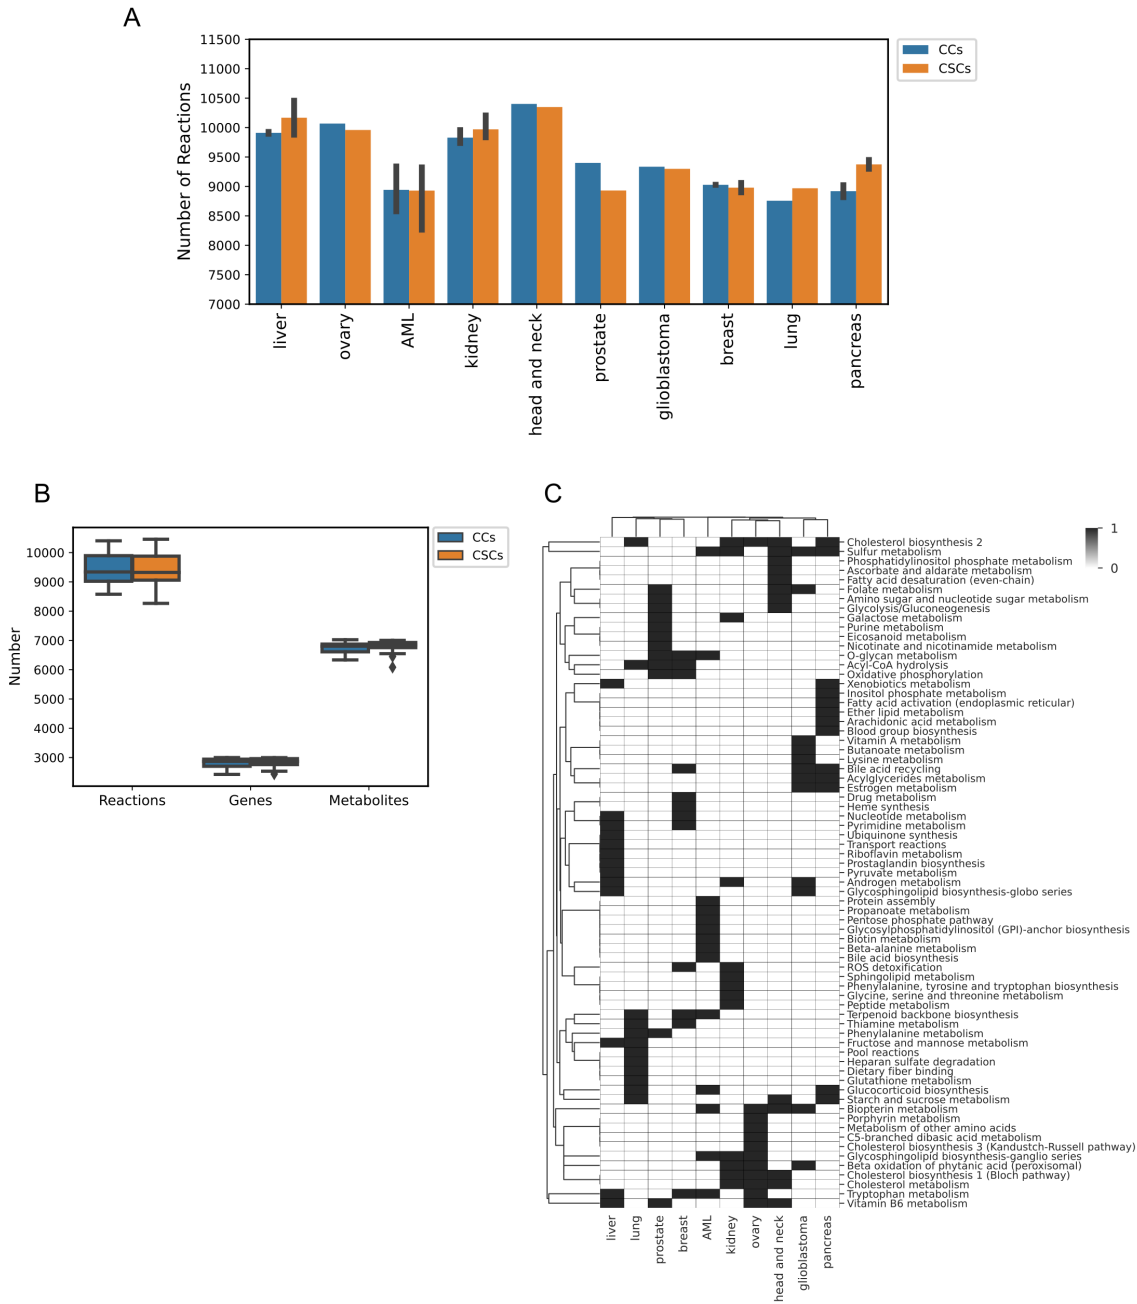 A
11500
11000
10500
10000
9500
9000
8500
8000
7500
7000
Number of Reactions
CCs
CSCs
liver
ovary
AML
kidney
head and neck
prostate
glioblastoma
breast
lung
pancreas
B
10000
9000
8000
7000
6000
5000
4000
3000
Number
CCs
CSCs
Reactions
Genes
Metabolites
C
1
0
Cholesterol biosynthesis 2
Sulfur metabolism
Phosphatidylinositol phosphate metabolism
Ascorbate and aldarate metabolism
Fatty acid desaturation (even-chain)
Folate metabolism
Amino sugar and nucleotide sugar metabolism
Glycolysis/Gluconeogenesis
Galactose metabolism
Purine metabolism
Eicosanoid metabolism
Nicotinate and nicotinamide metabolism
O-glycan metabolism
Acyl-CoA hydrolysis
Oxidative phosphorylation
Xenobiotics metabolism
Inositol phosphate metabolism
Fatty acid activation (endoplasmic reticular)
Ether lipid metabolism
Arachidonic acid metabolism
Blood group biosynthesis
Vitamin A metabolism
Butanoate metabolism
Lysine metabolism
Bile acid recycling
Acylglycerides metabolism
Estrogen metabolism
Drug metabolism
Heme synthesis
Nucleotide metabolism
Pyrimidine metabolism
Ubiquinone synthesis
Transport reactions
Riboflavin metabolism
Prostaglandin biosynthesis
Pyruvate metabolism
Androgen metabolism
Glycosphingolipid biosynthesis-globo series
Protein assembly
Propanoate metabolism
Pentose phosphate pathway
Glycosylphosphatidylinositol (GPI)-anchor biosynthesis
Biotin metabolism
Beta-alanine metabolism
Bile acid biosynthesis
ROS detoxification
Sphingolipid metabolism
Phenylalanine, tyrosine and tryptophan biosynthesis
Glycine, serine and threonine metabolism
Peptide metabolism
Terpenoid backbone biosynthesis
Thiamine metabolism
Phenylalanine metabolism
Fructose and mannose metabolism
Pool reactions
Heparan sulfate degradation
Dietary fiber binding
Glutathione metabolism
Glucocorticoid biosynthesis
Starch and sucrose metabolism
Biopterin metabolism
Porphyrin metabolism
Metabolism of other amino acids
C5-branched dibasic acid metabolism
Cholesterol biosynthesis 3 (Kandustch-Russell pathway)
Glycosphingolipid biosynthesis-ganglio series
Beta oxidation of phytanic acid (peroxisomal)
Cholesterol biosynthesis 1 (Bloch pathway)
Cholesterol metabolism
Tryptophan metabolism
Vitamin B6 metabolism
liver
lung
prostate
breast
AML
kidney
ovary
head and neck
glioblastoma
pancreas